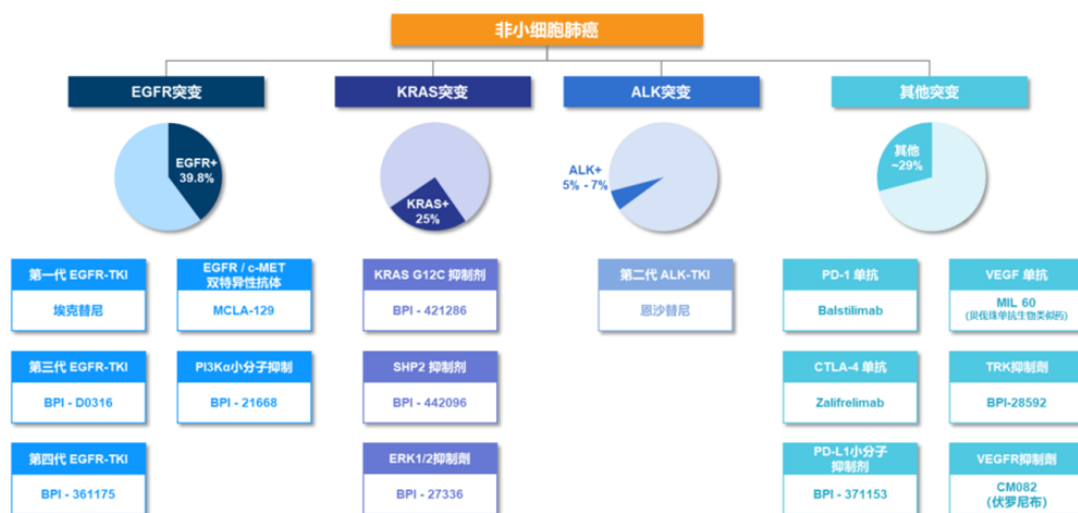 非小细胞肺癌
EGFR突变
KRAS突变
ALK突变
其他突变
EGFR+
39.8%
KRAS+
25%
ALK+
5% - 7%
其他
~29%
第一代 EGFR-TKI
埃克替尼
EGFR / c-MET
双特异性抗体
MCLA-129
KRAS G12C 抑制剂
BPI - 421286
第二代 ALK-TKI
恩沙替尼
PD-1 单抗
Balstilimab
VEGF 单抗
MIL 60
(贝伐珠单抗生物类似药)
第三代 EGFR-TKI
BPI - D0316
PI3Kα小分子抑制
BPI - 21668
SHP2 抑制剂
BPI - 442096
CTLA-4 单抗
Zalifrelimab
TRK抑制劑
BPI-28592
第四代 EGFR-TKI
BPI - 361175
ERK1/2抑制劑
BPI - 27336
PD-L1小分子
抑制剂
BPI - 371153
VEGFR抑制劑
CM082
(伏罗尼布)